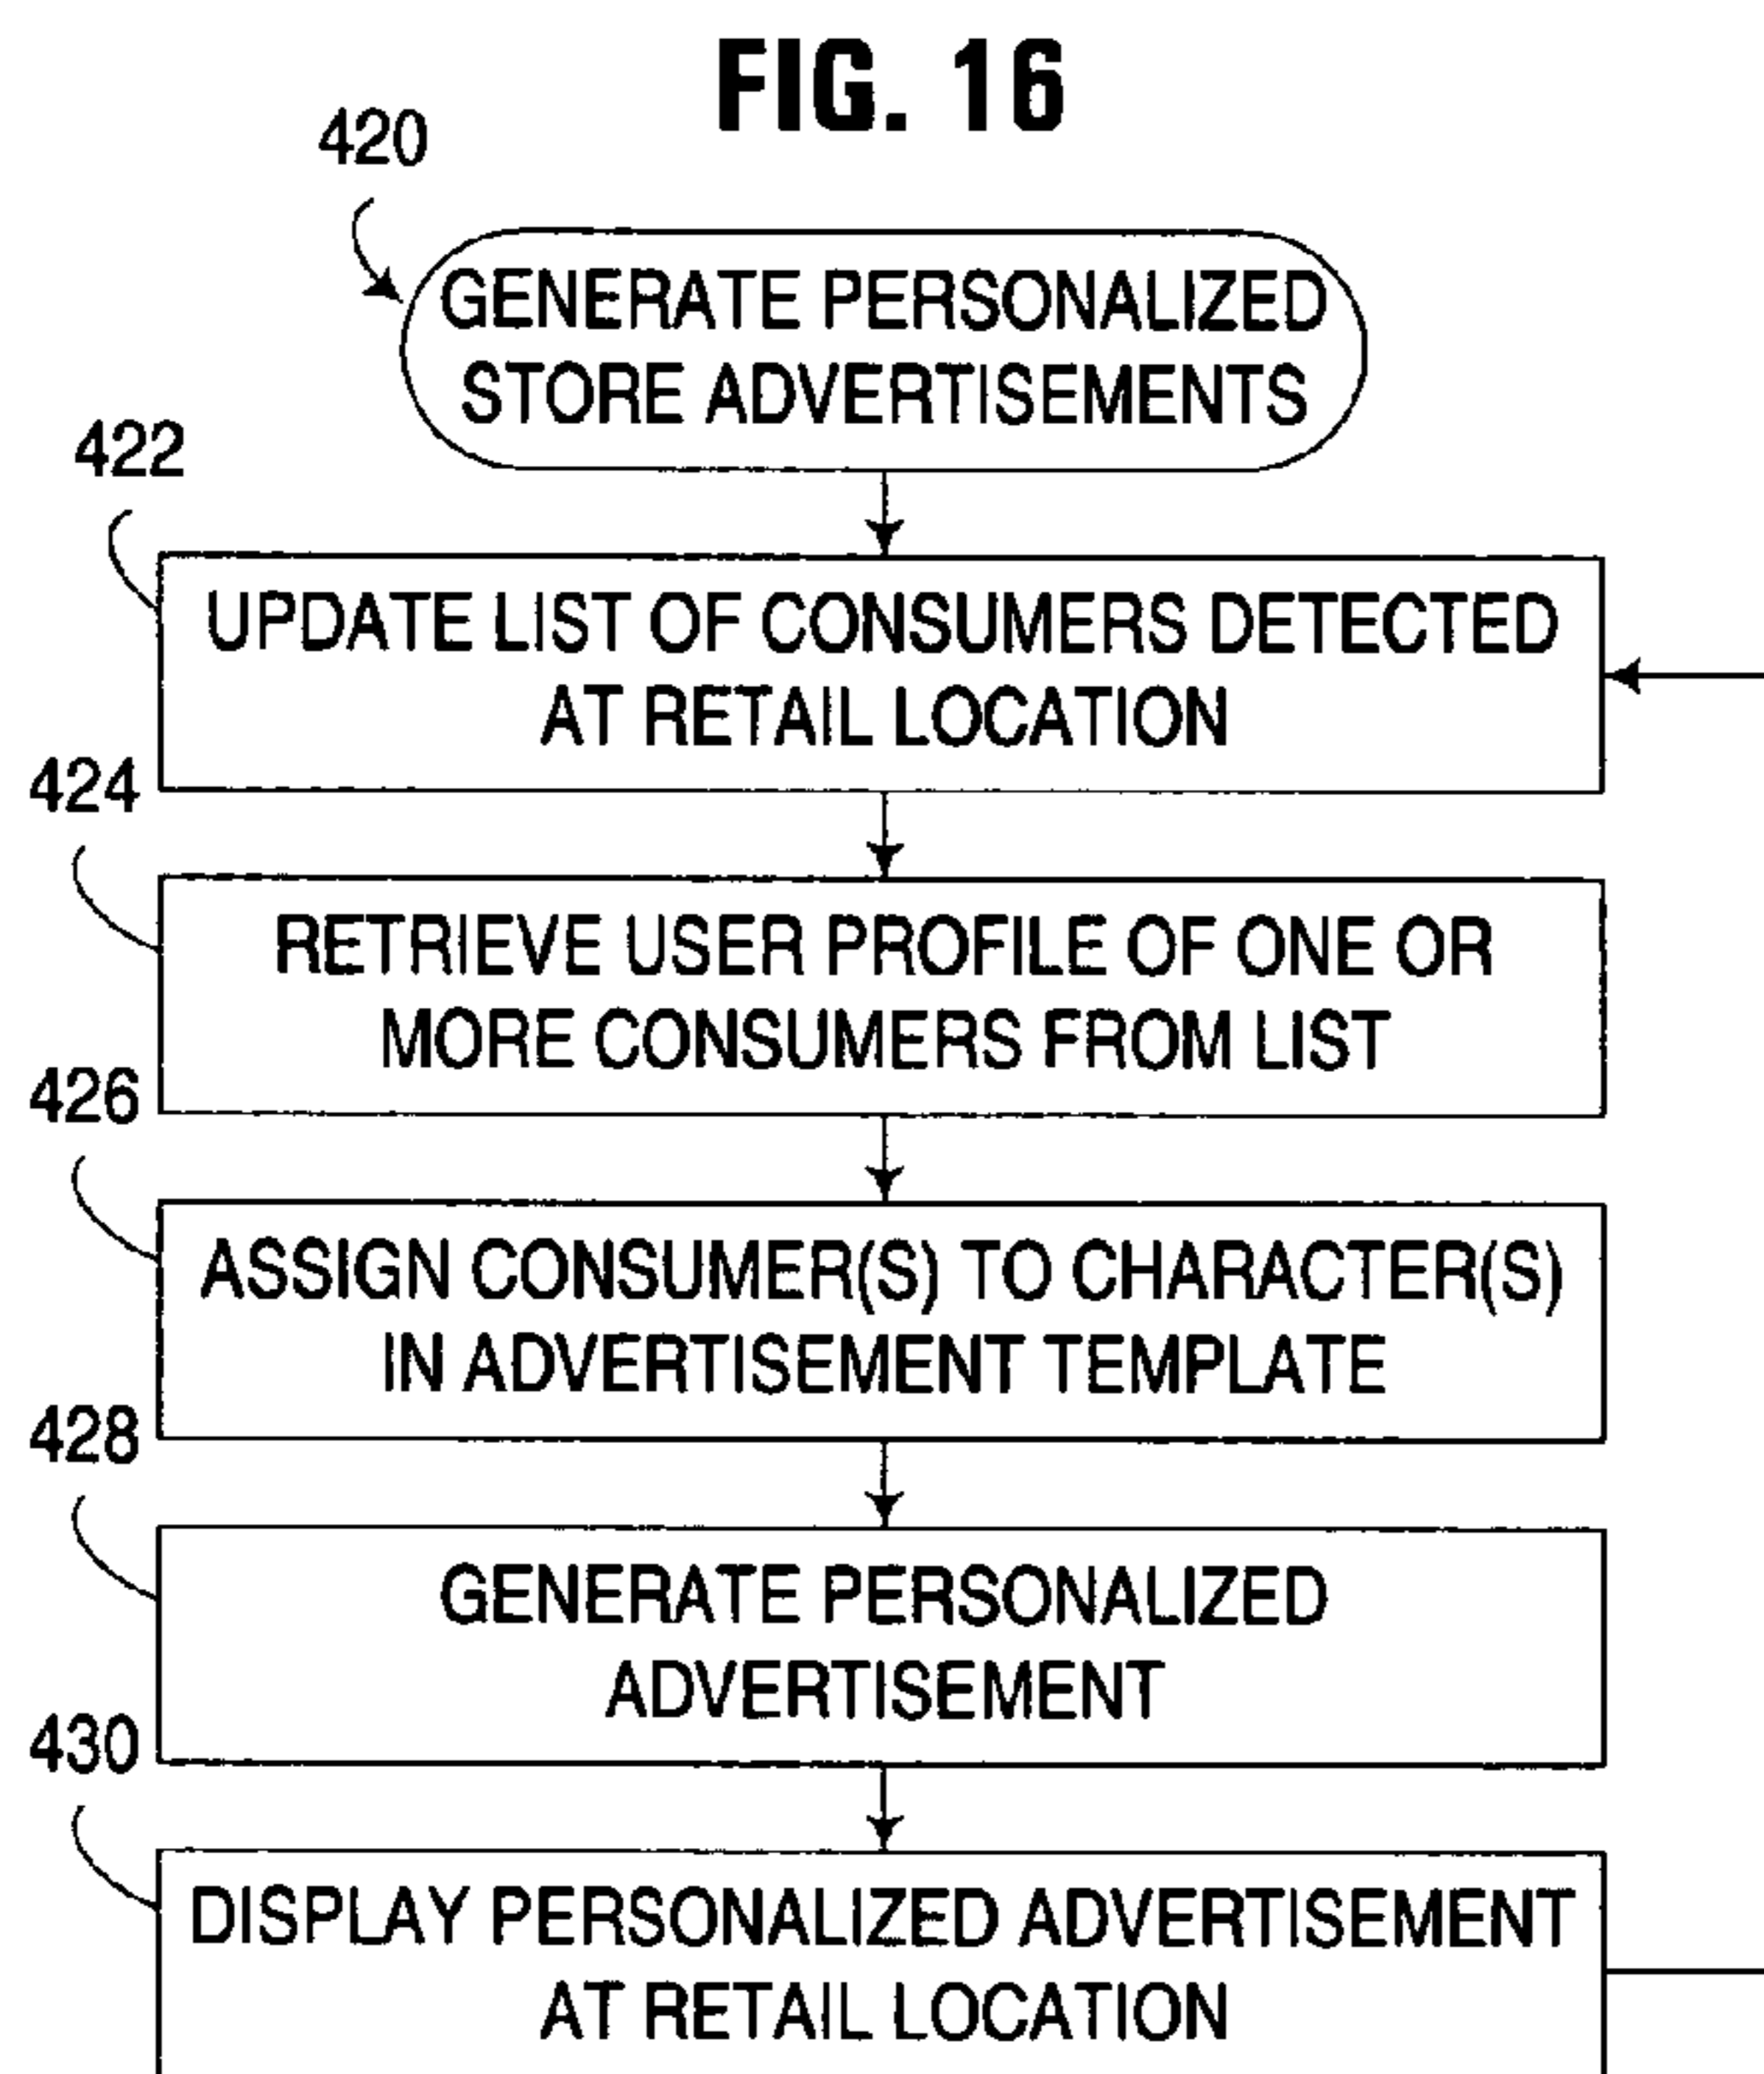 FIG. 16
420
GENERATE PERSONALIZED
STORE ADVERTISEMENTS
422
UPDATE LIST OF CONSUMERS DETECTED
AT RETAIL LOCATION
424
RETRIEVE USER PROFILE OF ONE OR
MORE CONSUMERS FROM LIST
426
ASSIGN CONSUMER(S) TO CHARACTER(S)
IN ADVERTISEMENT TEMPLATE
428
GENERATE PERSONALIZED
ADVERTISEMENT
430
DISPLAY PERSONALIZED ADVERTISEMENT
AT RETAIL LOCATION